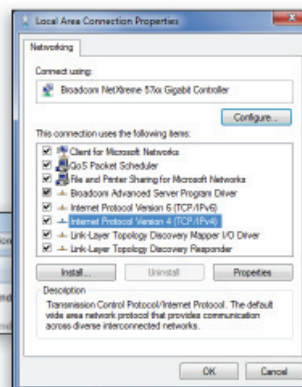 Local Area Connection Properties
Networking
Connect using:
Broadcom NetXtreme 57xx Gigabit Controller
Configure...
This connection uses the following items:
Client for Microsoft Networks
QoS Packet Scheduler
File and Printer Sharing for Microsoft Networks
Broadcom Advanced Server Program Driver
Internet Protocol Version 6 (TCP/IPv6)
Internet Protocol Version 4 (TCP/IPv4)
Link-Layer Topology Discovery Mapper I/O Driver
Link-Layer Topology Discovery Responder
Install... Uninstall Properties
Description
Transmission Control Protocol/Internet Protocol. The default
wide area network protocol that provides communication
across diverse interconnected networks.
OK Cancel